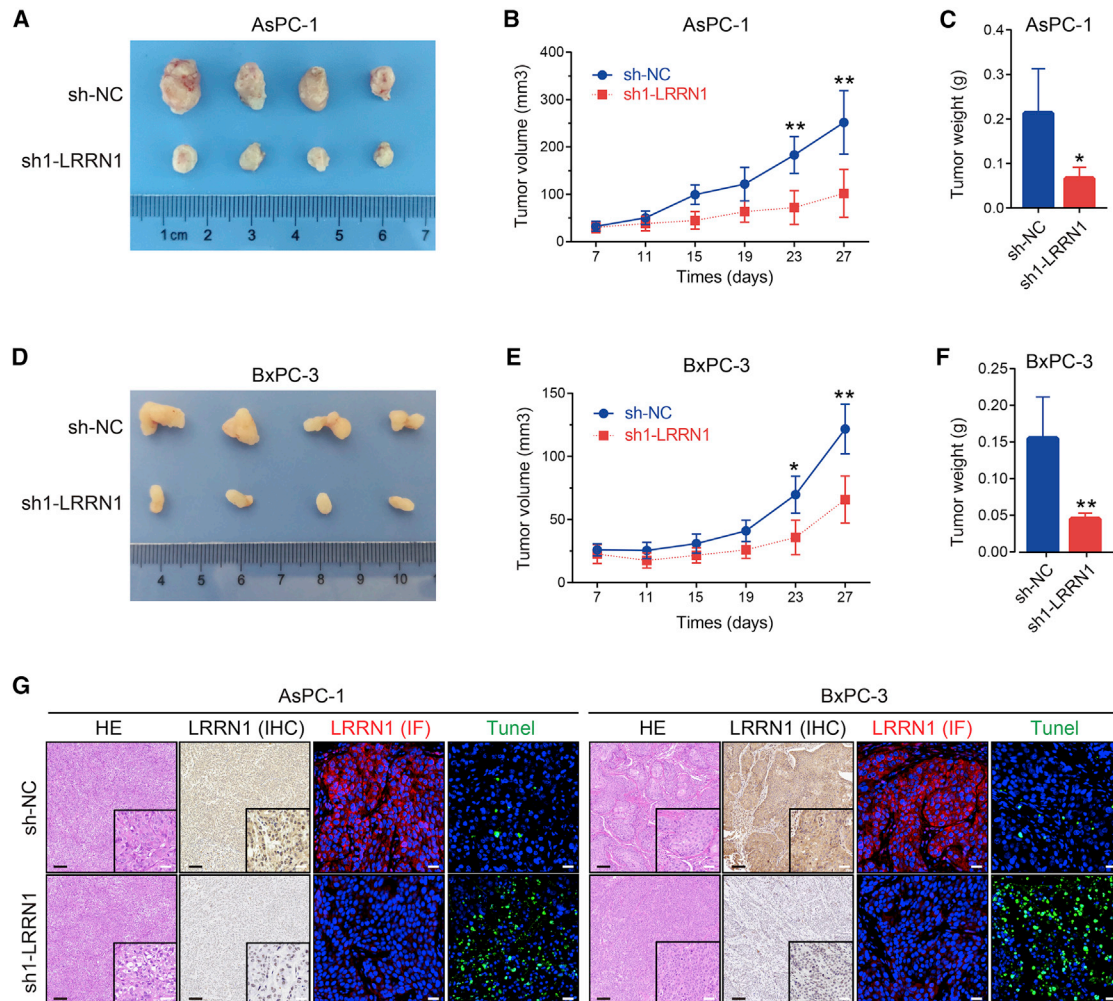 A
AsPC-1
sh-NC
sh1-LRRN1
1 cm 2 3 4 5 6 7
B
AsPC-1
Tumor volume (mm3)
400
300
200
100
0
sh-NC
sh1-LRRN1
**
**
7 11 15 19 23 27
Times (days)
C
AsPC-1
Tumor weight (g)
0.4
0.3
0.2
0.1
0.0
*
sh-NC
sh1-LRRN1
D
BxPC-3
sh-NC
sh1-LRRN1
4 5 6 7 8 9 10
E
BxPC-3
Tumor volume (mm3)
150
100
50
0
sh-NC
sh1-LRRN1
*
**
7 11 15 19 23 27
Times (days)
F
BxPC-3
Tumor weight (g)
0.20
0.15
0.10
0.05
0.00
**
sh-NC
sh1-LRRN1
G
AsPC-1
BxPC-3
HE LRRN1 (IHC) LRRN1 (IF) Tunel HE LRRN1 (IHC) LRRN1 (IF) Tunel
sh-NC
sh1-LRRN1